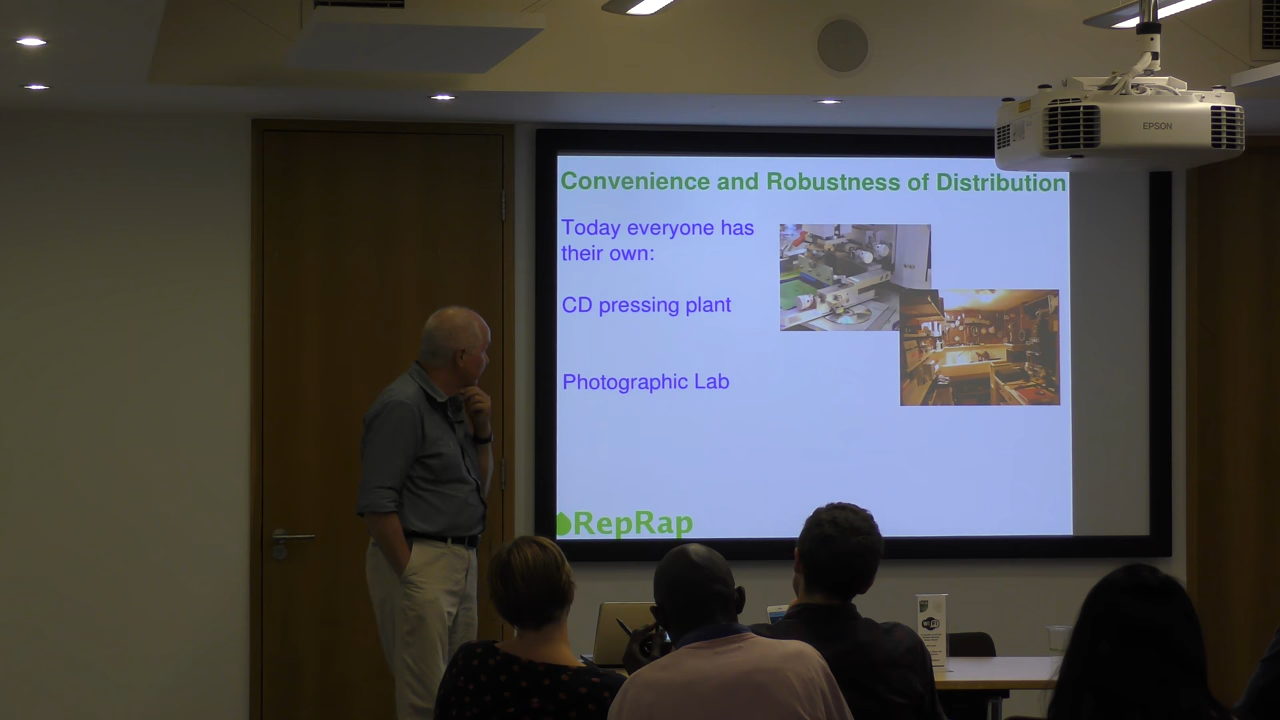 EPSON
Convenience and Robustness of Distribution
Today everyone has
their own:
CD pressing plant
Photographic Lab
RepRap